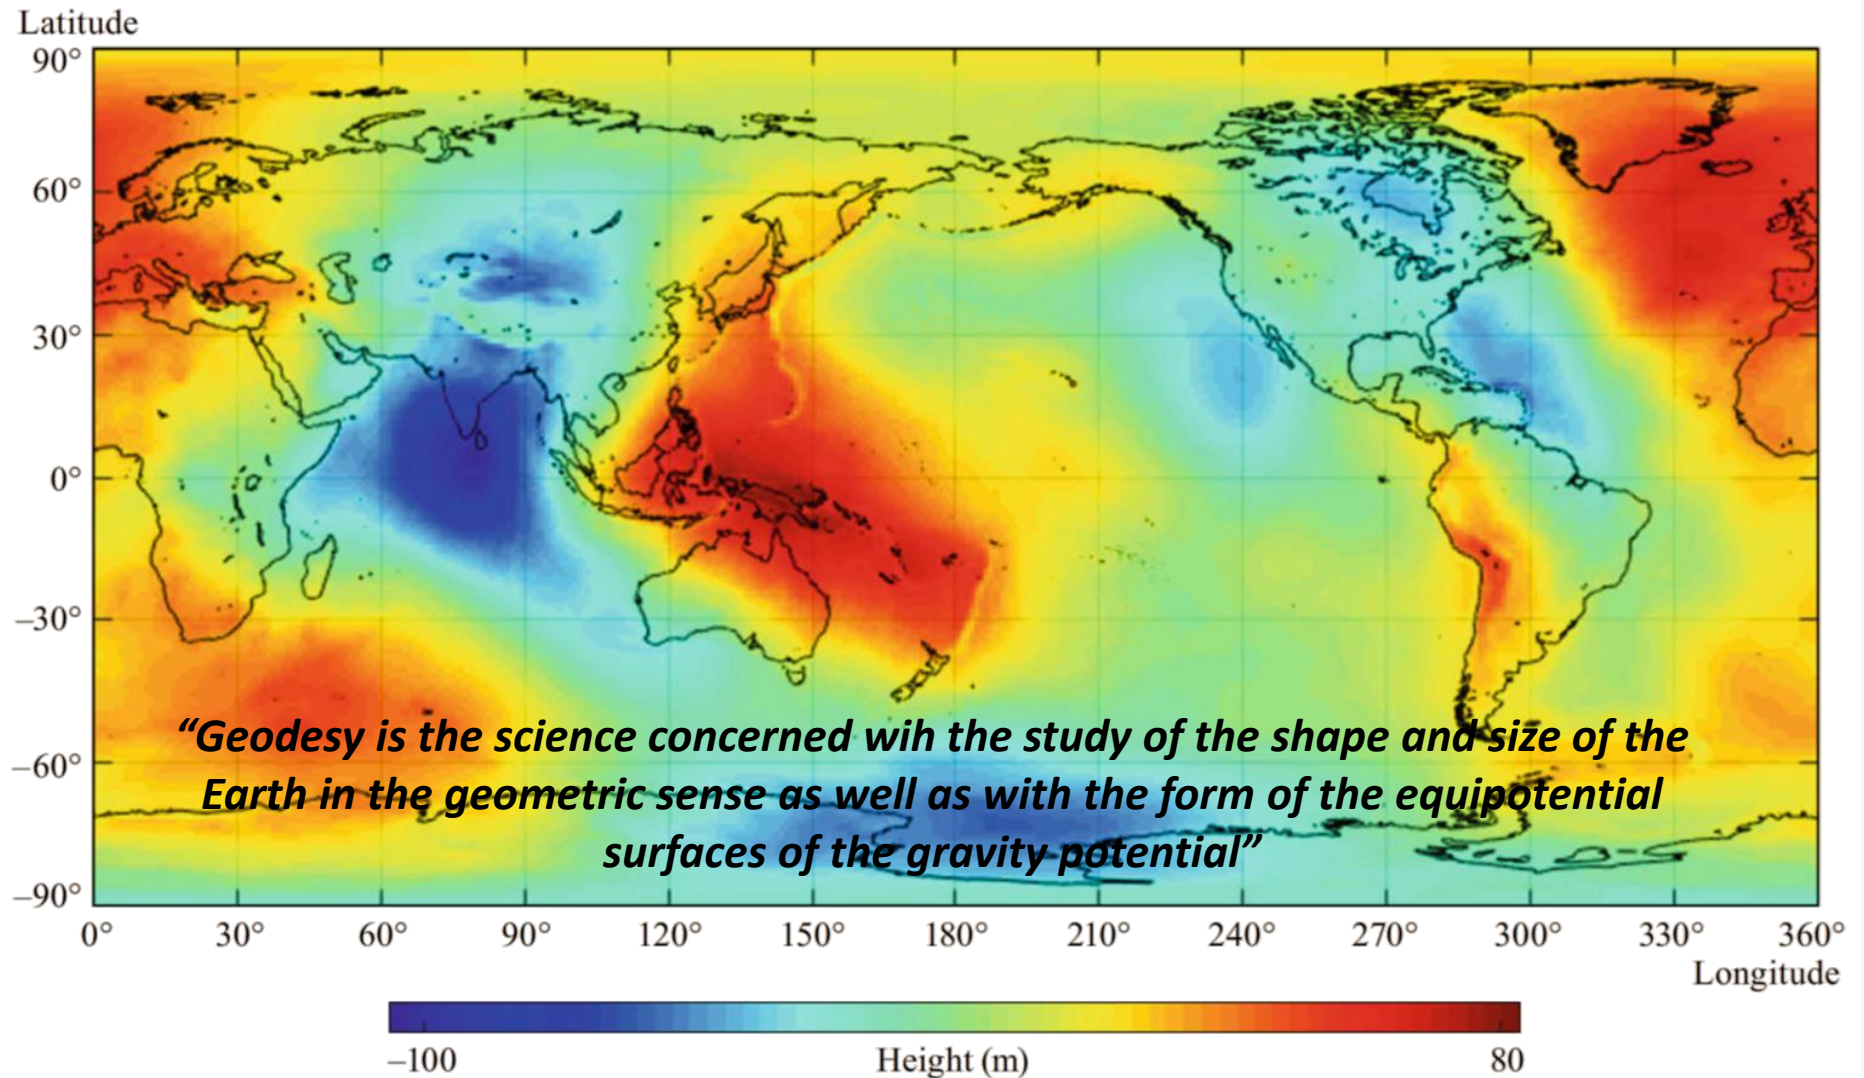 Latitude
90°
60°
30°
0°
–30°
–60°
–90°
“Geodesy is the science concerned wih the study of the shape and size of the
Earth in the geometric sense as well as with the form of the equipotential
surfaces of the gravity potential”
0° 30° 60° 90° 120° 150° 180° 210° 240° 270° 300° 330° 360°
Longitude
–100 Height (m) 80